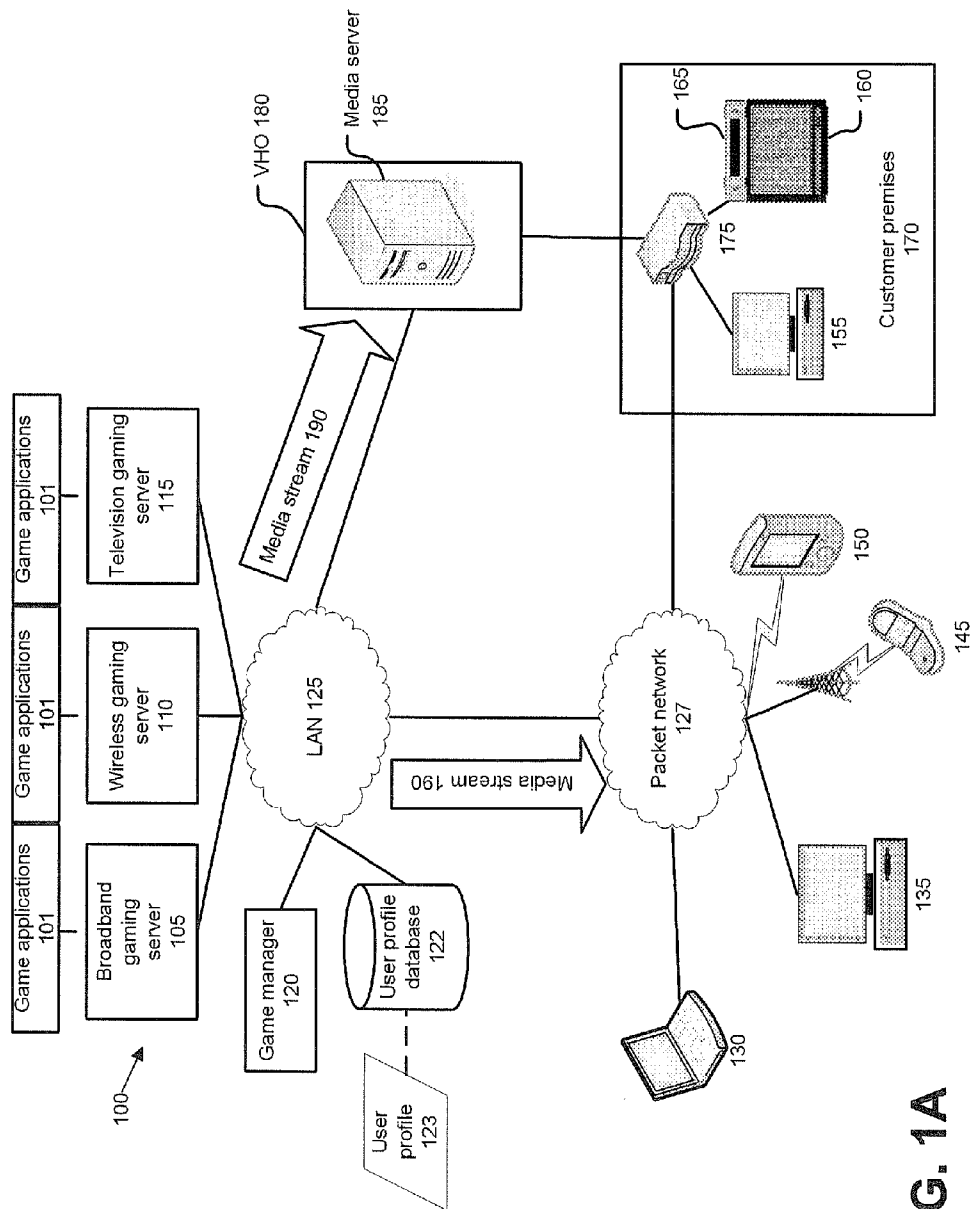 Game applications
101
Game applications
101
Game applications
101
Broadband
gaming
server
105
Wireless gaming
server
110
Television gaming
server
115
100
VHO 180
Media server
185
Media stream 190
Game manager
120
LAN 125
User profile
database
122
User
profile
123
Media stream 190
Packet network
127
165
160
175
155
Customer premises
170
130
135
145
150
G. 1A